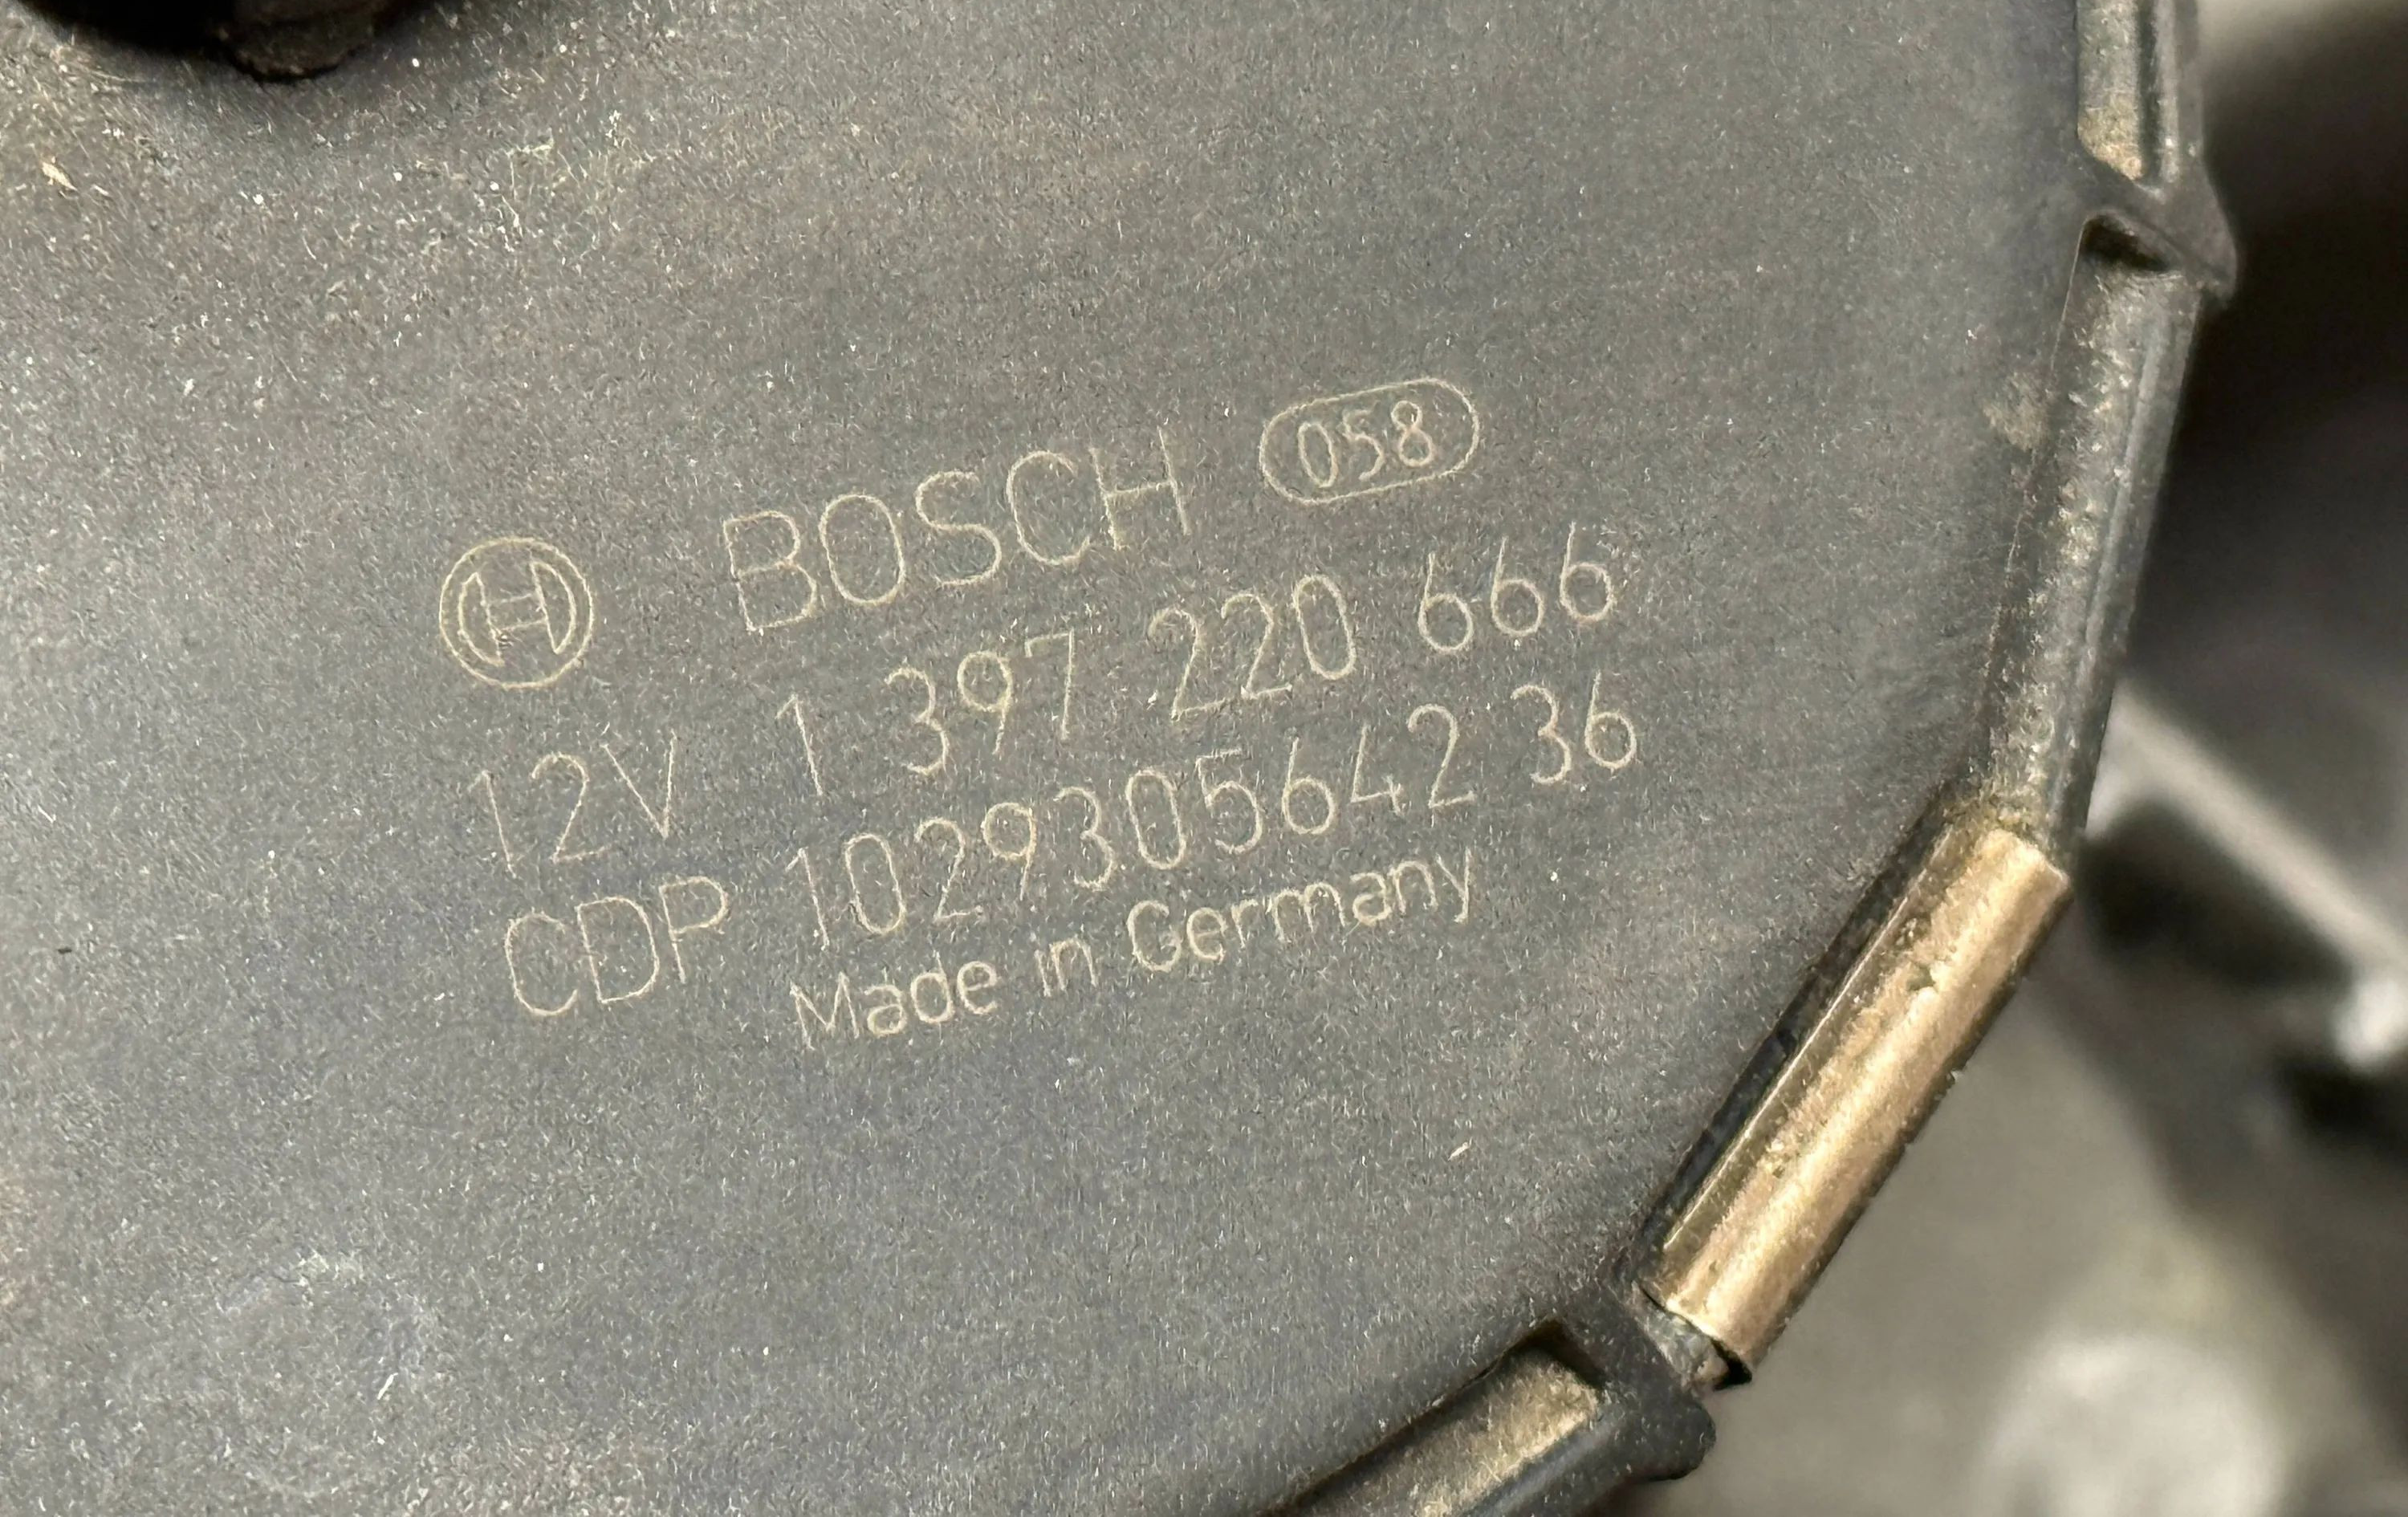 BOSCH 058
12V 1 397 220 666
CDP 1029305642 36
Made in Germany